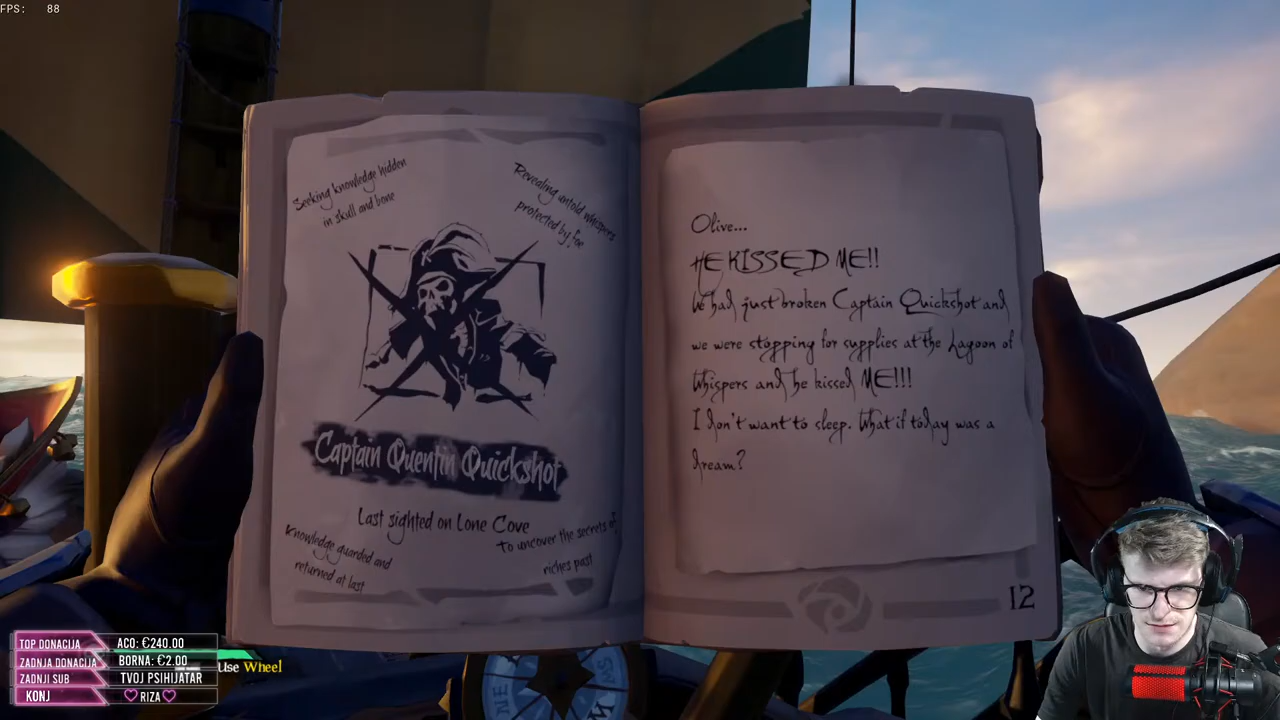 FPS: 88
Seeking knowledge hidden
in skull and bone
Revealing untold whispers
protected by foe
Captain Quentin Quickshot
Last sighted on Lone Cove
Knowledge guarded and
returned at last
To uncover the secrets of
riches past
Olive...
HE KISSED ME!!
We had just broken Captain Quickshot and
we were stopping for supplies at the Lagoon of
Whispers and he kissed ME!!!
I don't want to sleep. What if today was a
dream?
12
TOP DONACIJA ACO: €240.00
ZADNJA DONACIJA BORNA: €2.00
ZADNJI SUB TVOJ PSIHIJATAR
KONJ RIZA
Use Wheel
NE